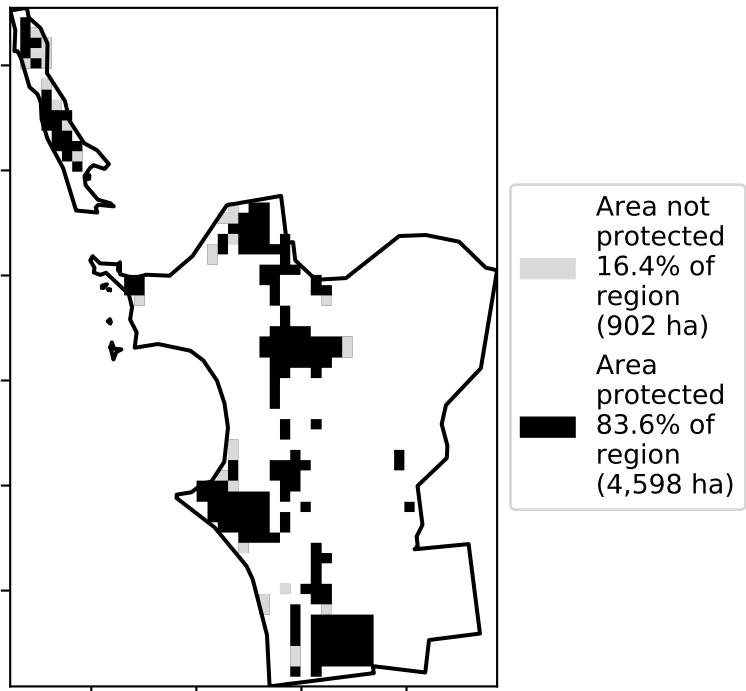 Area not
protected
16.4% of
region
(902 ha)
Area
protected
83.6% of
region
(4,598 ha)